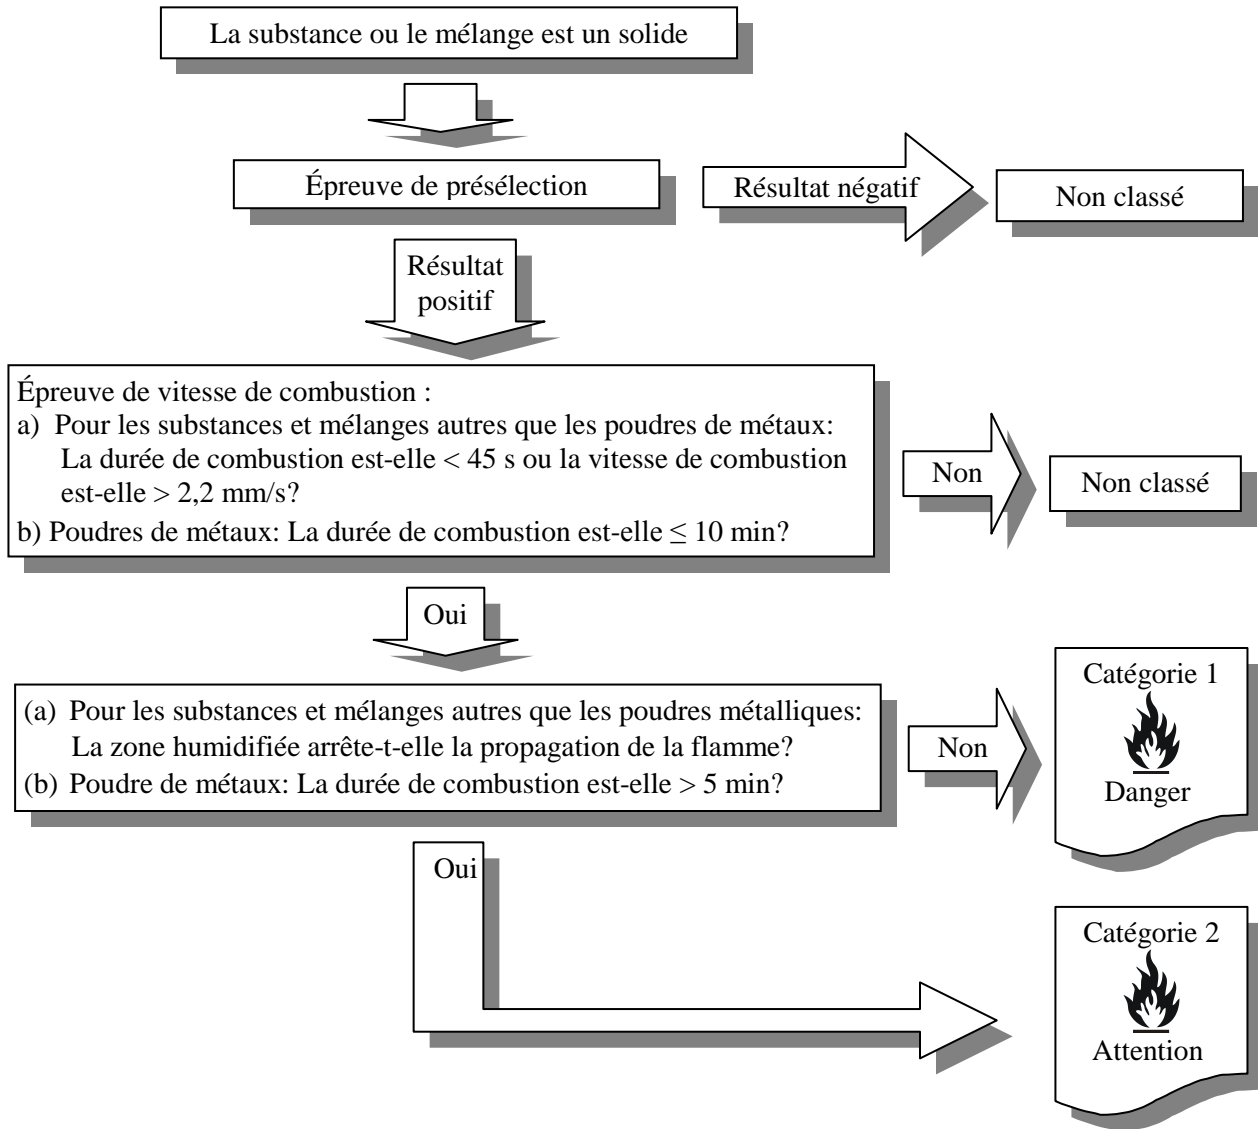 La substance ou le mélange est un solide
Épreuve de présélection
Résultat négatif
Non classé
Résultat
positif
Épreuve de vitesse de combustion :
a) Pour les substances et mélanges autres que les poudres de métaux:
La durée de combustion est-elle < 45 s ou la vitesse de combustion
est-elle > 2,2 mm/s?
b) Poudres de métaux: La durée de combustion est-elle ≤ 10 min?
Non
Non classé
Oui
(a) Pour les substances et mélanges autres que les poudres métalliques:
La zone humidifiée arrête-t-elle la propagation de la flamme?
(b) Poudre de métaux: La durée de combustion est-elle > 5 min?
Non
Catégorie 1
Danger
Oui
Catégorie 2
Attention